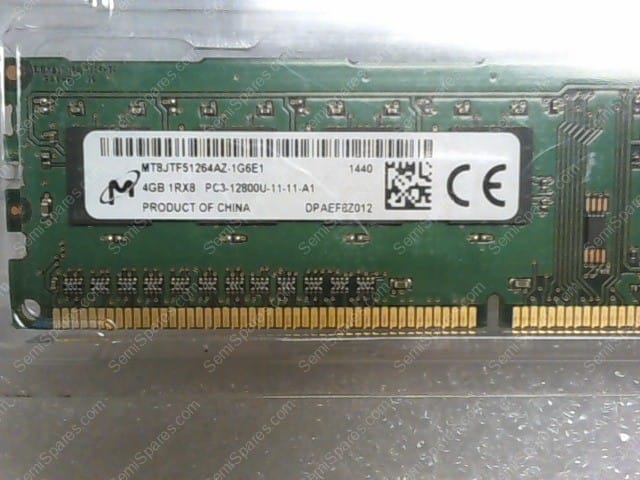 MT8JTF51264AZ-1G6E1 1440
4GB 1RX8 PC3-12800U-11-11-A1
PRODUCT OF CHINA DPAEF8Z012
CE
SemiSpares.com